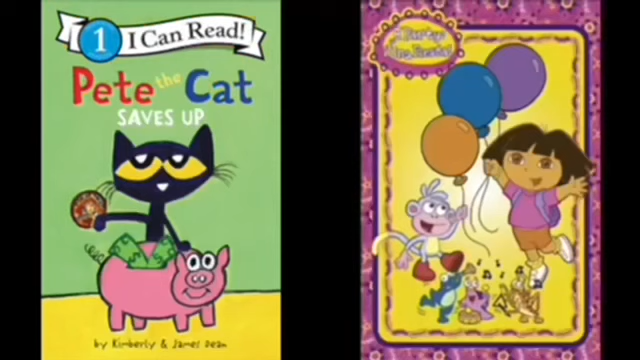 1 I Can Read!
Pete the Cat
SAVES UP
by Kimberly & James Dean